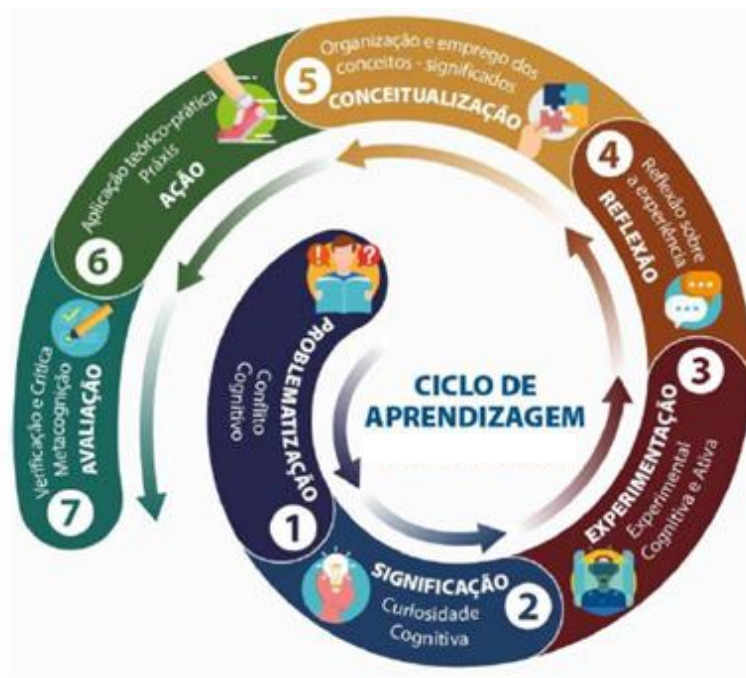 CICLO DE
APRENDIZAGEM
1
PROBLEMATIZAÇÃO
Conflito
Cognitivo
! ?
2
SIGNIFICAÇÃO
Curiosidade
Cognitiva
3
EXPERIMENTAÇÃO
Experimental
Cognitiva e Ativa
4
Reflexão sobre
a experiência
REFLEXÃO
5
Organização e emprego dos
conceitos - significados
CONCEITUALIZAÇÃO
6
Aplicação teórico-prática
Práxis
AÇÃO
7
Verificação e Crítica
Metacognição
AVALIAÇÃO